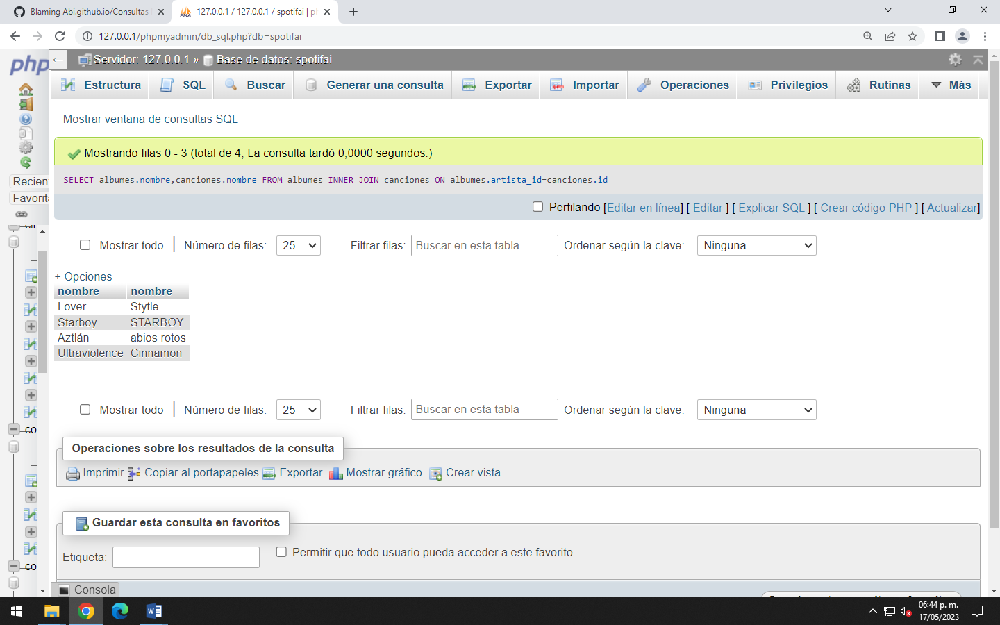 Blaming Abi.github.io/Consultas
127.0.0.1 / 127.0.0.1 / spotifai | p
127.0.0.1/phpmyadmin/db_sql.php?db=spotifai
php
Servidor: 127.0.0.1 » Base de datos: spotifai
Estructura SQL Buscar Generar una consulta Exportar Importar Operaciones Privilegios Rutinas Más
Mostrar ventana de consultas SQL
Mostrando filas 0 - 3 (total de 4, La consulta tardó 0,0000 segundos.)
SELECT albumes.nombre,canciones.nombre FROM albumes INNER JOIN canciones ON albumes.artista_id=canciones.id
Recien
Favorita
Perfilando [Editar en línea] [ Editar ] [ Explicar SQL ] [ Crear código PHP ] [ Actualizar]
Mostrar todo | Número de filas: 25 Filtrar filas: Buscar en esta tabla Ordenar según la clave: Ninguna
+ Opciones
nombre nombre
Lover Stytle
Starboy STARBOY
Aztlán abios rotos
Ultraviolence Cinnamon
Mostrar todo | Número de filas: 25 Filtrar filas: Buscar en esta tabla Ordenar según la clave: Ninguna
co
Operaciones sobre los resultados de la consulta
Imprimir Copiar al portapapeles Exportar Mostrar gráfico Crear vista
Guardar esta consulta en favoritos
Etiqueta: Permitir que todo usuario pueda acceder a este favorito
co
Consola
06:44 p. m.
17/05/2023